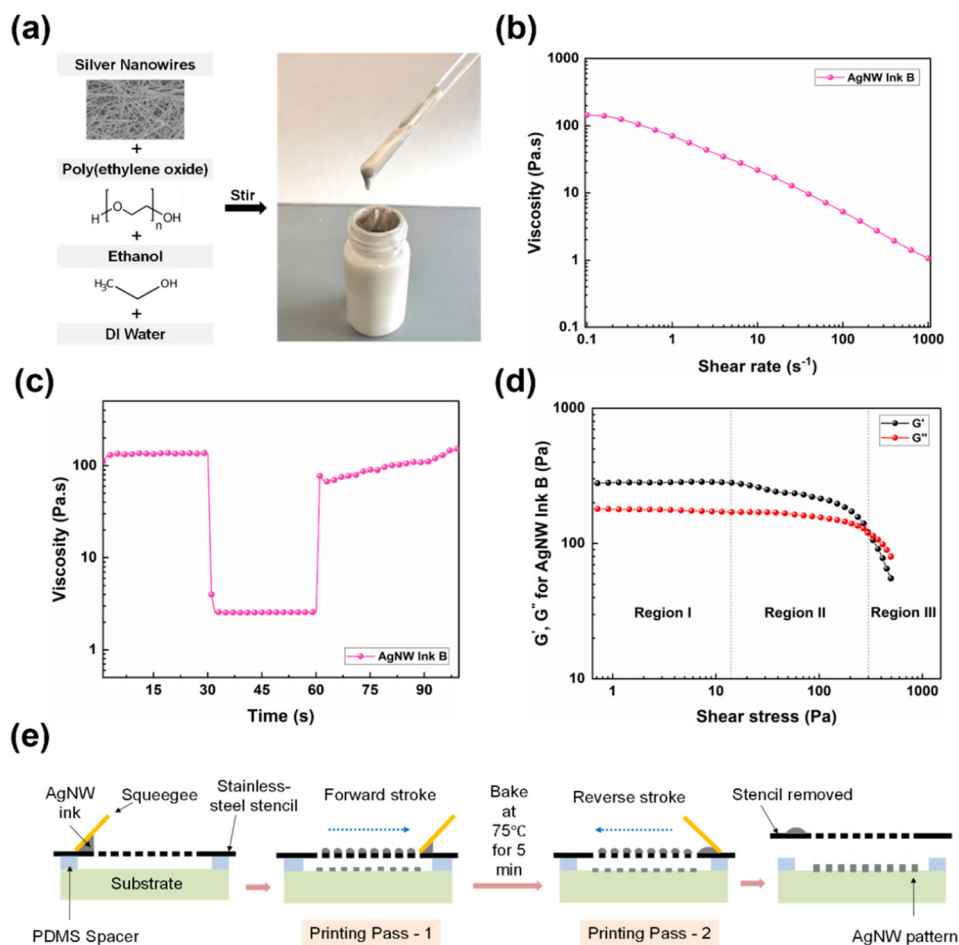 (a)
Silver Nanowires
+
Poly(ethylene oxide)
H
O
n
OH
+
Ethanol
H₃C
OH
+
DI Water
Stir
(b)
Viscosity (Pa.s)
1000
100
10
1
0.1
AgNW Ink B
0.1
1
10
100
1000
Shear rate (s⁻¹)
(c)
Viscosity (Pa.s)
100
10
1
AgNW Ink B
15
30
45
60
75
90
Time (s)
(d)
G', G'' for AgNW Ink B (Pa)
1000
100
10
G'
G''
Region I
Region II
Region III
1
10
100
1000
Shear stress (Pa)
(e)
AgNW
ink
Squeegee
Stainless-
steel stencil
Substrate
PDMS Spacer
Forward stroke
Printing Pass - 1
Bake
at
75℃
for 5
min
Reverse stroke
Printing Pass - 2
Stencil removed
AgNW pattern